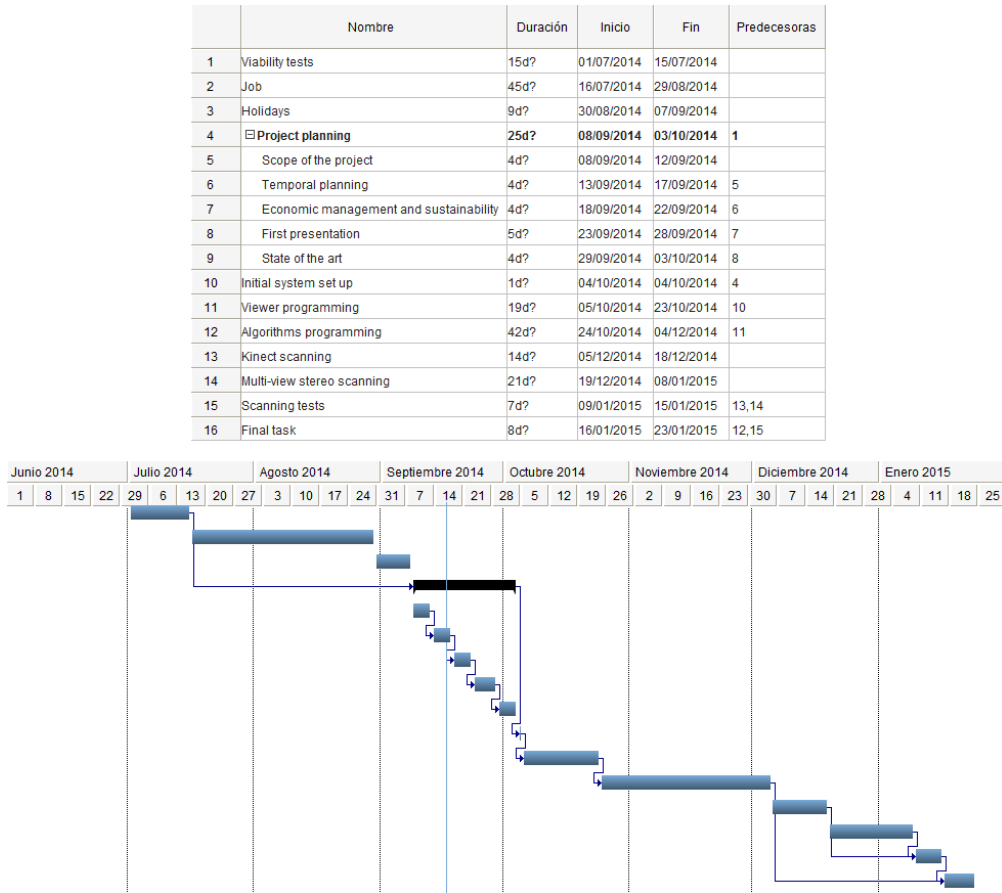 Nombre Duración Inicio Fin Predecesoras
1 Viability tests 15d? 01/07/2014 15/07/2014
2 Job 45d? 16/07/2014 29/08/2014
3 Holidays 9d? 30/08/2014 07/09/2014
4 Project planning 25d? 08/09/2014 03/10/2014 1
5 Scope of the project 4d? 08/09/2014 12/09/2014
6 Temporal planning 4d? 13/09/2014 17/09/2014 5
7 Economic management and sustainability 4d? 18/09/2014 22/09/2014 6
8 First presentation 5d? 23/09/2014 28/09/2014 7
9 State of the art 4d? 29/09/2014 03/10/2014 8
10 Initial system set up 1d? 04/10/2014 04/10/2014 4
11 Viewer programming 19d? 05/10/2014 23/10/2014 10
12 Algorithms programming 42d? 24/10/2014 04/12/2014 11
13 Kinect scanning 14d? 05/12/2014 18/12/2014
14 Multi-view stereo scanning 21d? 19/12/2014 08/01/2015
15 Scanning tests 7d? 09/01/2015 15/01/2015 13,14
16 Final task 8d? 16/01/2015 23/01/2015 12,15
Junio 2014 Julio 2014 Agosto 2014 Septiembre 2014 Octubre 2014 Noviembre 2014 Diciembre 2014 Enero 2015
1 8 15 22 29 6 13 20 27 3 10 17 24 31 7 14 21 28 5 12 19 26 2 9 16 23 30 7 14 21 28 4 11 18 25